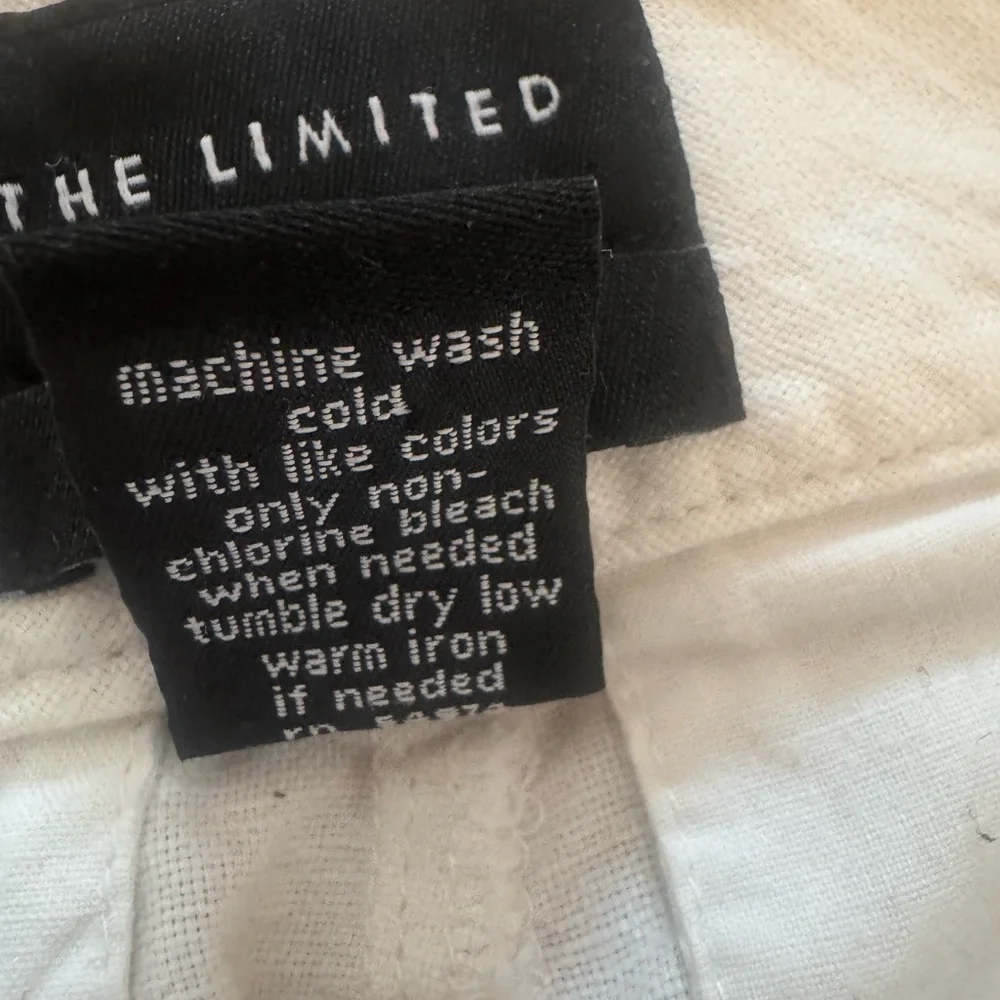 THE LIMITED
machine wash
cold
with like colors
only non-
chlorine bleach
when needed
tumble dry low
warm iron
if needed